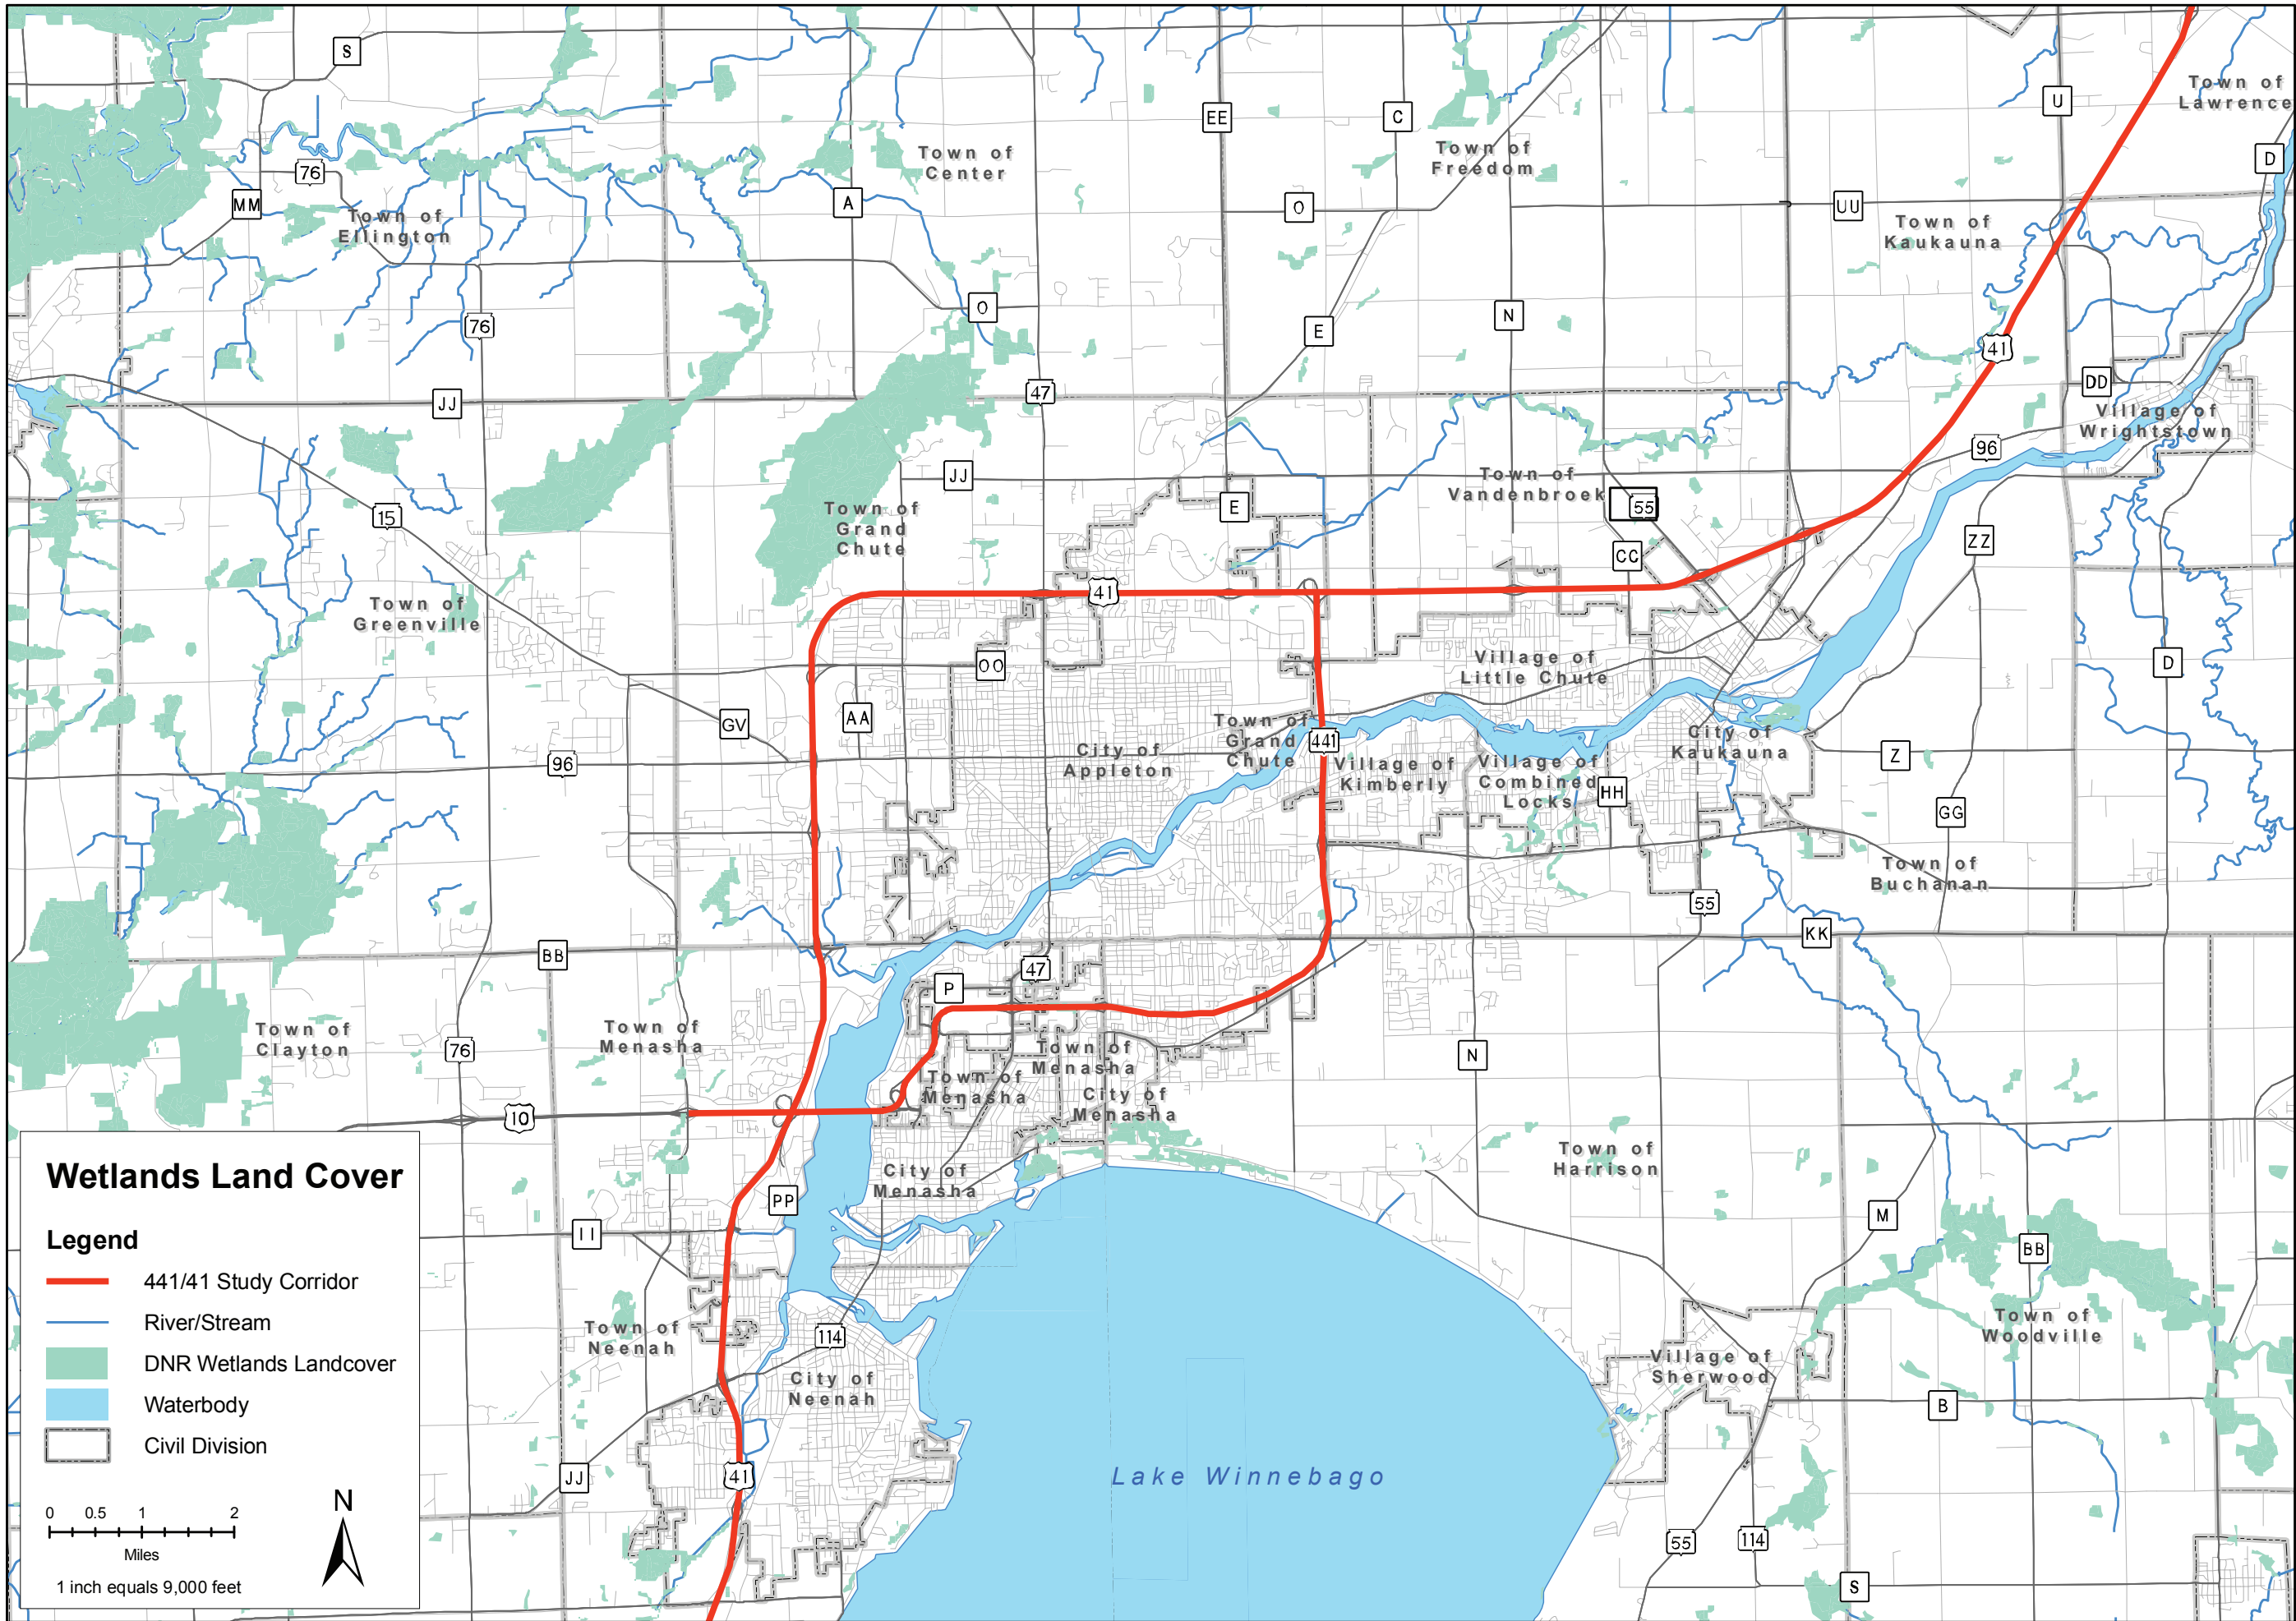 S
Town of
Lawrence
U
EE
C
Town of
Freedom
Town of
Center
D
76
MM
A
O
UU
Town of
Ellington
Town of
Kaukauna
O
N
76
E
41
47
JJ
DD
Village of
Wrightstown
96
JJ
Town of
Vandenbroek
55
E
15
Town of
Grand
Chute
ZZ
CC
41
Town of
Greenville
OO
Village of
Little Chute
D
GV
AA
Town of
Grand
Chute
441
City of
Appleton
Village of
Kimberly
Village of
Combined
Locks
City of
Kaukauna
Z
96
HH
GG
Town of
Buchanan
55
KK
BB
47
P
Town of
Clayton
Town of
Menasha
76
Town of
Menasha
N
Town of
Menasha
City of
Menasha
10
Town of
Harrison
City of
Menasha
PP
M
II
BB
Town of
Neenah
114
Town of
Woodville
City of
Neenah
Village of
Sherwood
B
JJ
41
Lake Winnebago
55
114
S
Wetlands Land Cover
Legend
441/41 Study Corridor
River/Stream
DNR Wetlands Landcover
Waterbody
Civil Division
0 0.5 1 2
Miles
1 inch equals 9,000 feet
N